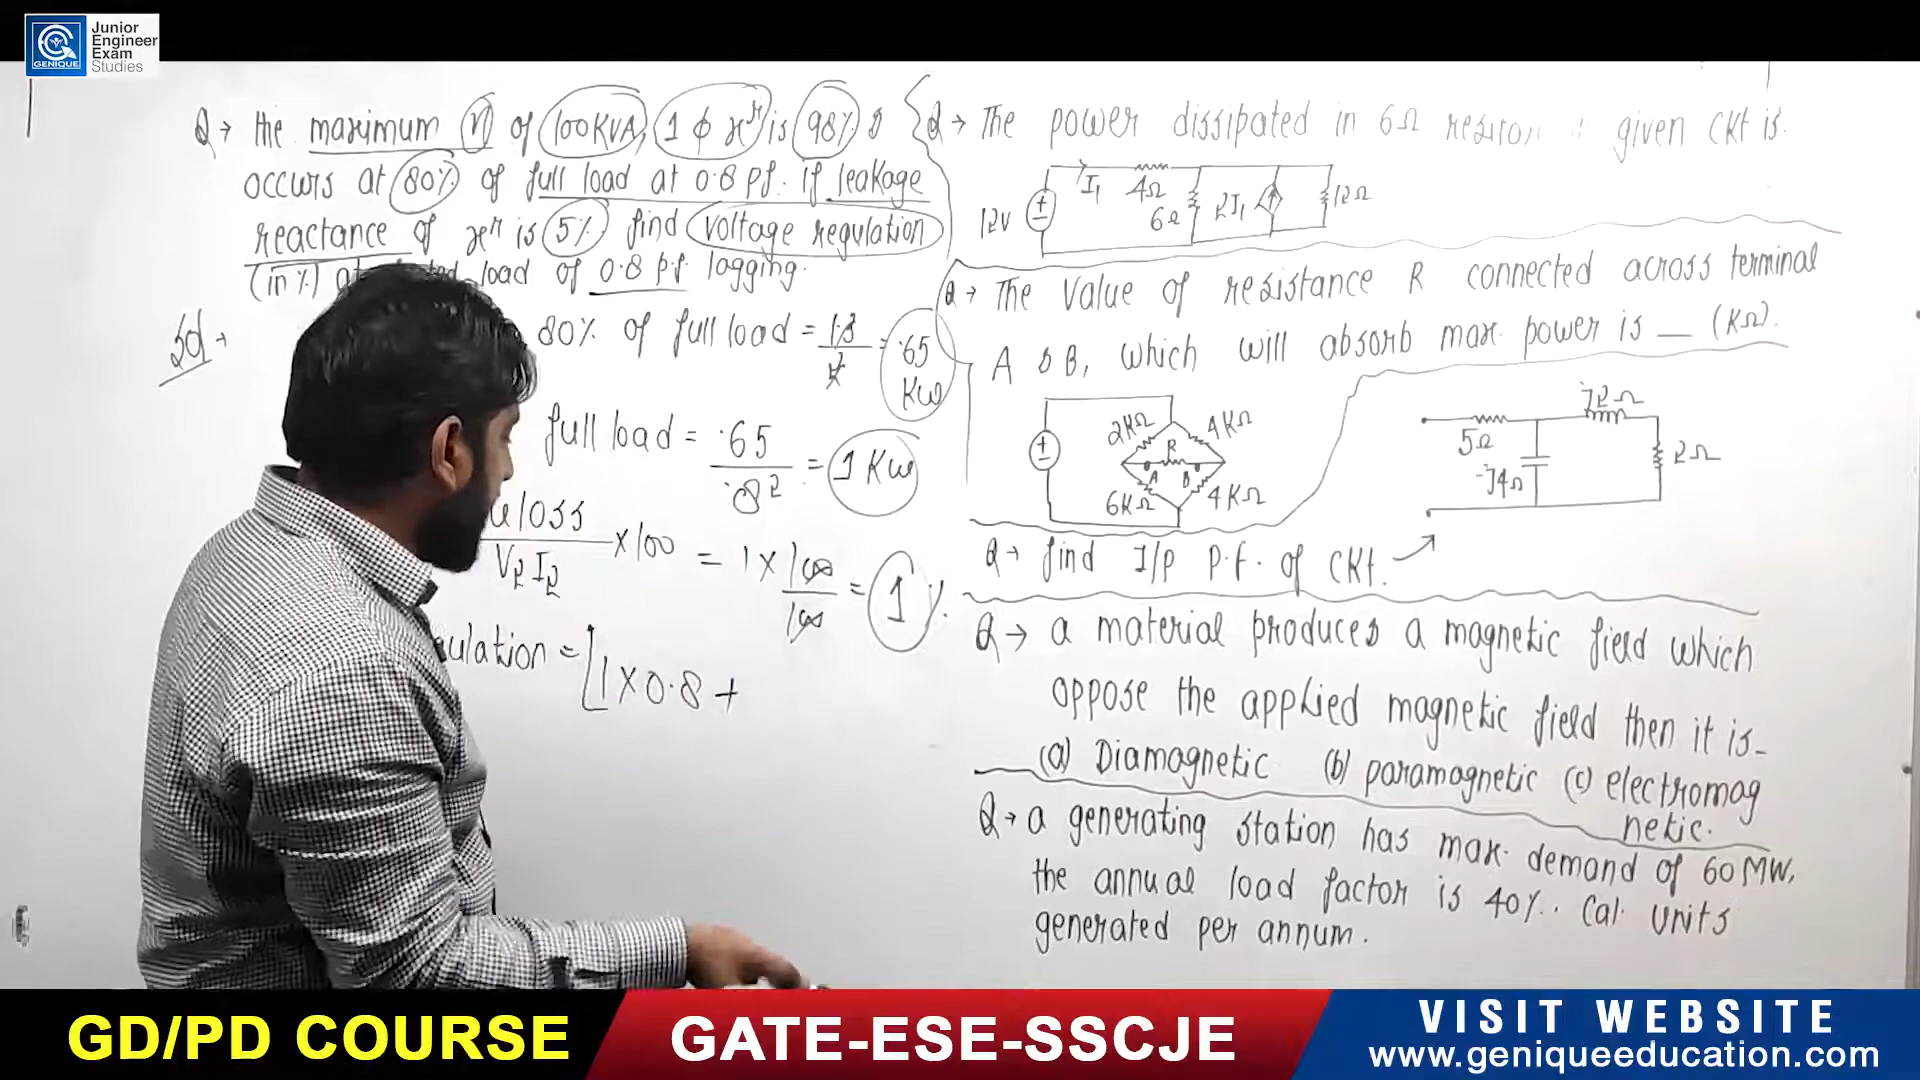 Junior
Engineer
Exam
Studies
GENIQUE
Q → The maximum η of 100KVA, 1 φ xʳ is 98% &
occurs at 80% of full load at 0.8 pf. if leakage
reactance of xʳ is 5% find voltage regulation
(in %) at load of 0.8 p.f. lagging.
Sol →
80% of full load = 1.3/2 = .65 Kw
full load = .65/.8² = 1 Kw
loss/V₂I₂ × 100 = 1 × 100/100 = 1 %.
ulation = [1 × 0.8 +
Q → The power dissipated in 6Ω given CKt is.
12V
I₁
4Ω
6Ω
2I₁
12Ω
Q → The Value of resistance R connected across terminal
A & B, which will absorb max. power is __ (KΩ).
2KΩ
4KΩ
R
A
B
6KΩ
4KΩ
5Ω
-J4Ω
J2Ω
2Ω
Q → find I/P P.f. of CKt.
Q → a material produces a magnetic field which
oppose the applied magnetic field then it is-
(a) Diamagnetic (b) paramagnetic (c) electromag
netic.
Q → a generating station has max. demand of 60 MW,
the annual load factor is 40%. Cal. Units
generated per annum.
GD/PD COURSE
GATE-ESE-SSCJE
VISIT WEBSITE
www.geniqueeducation.com